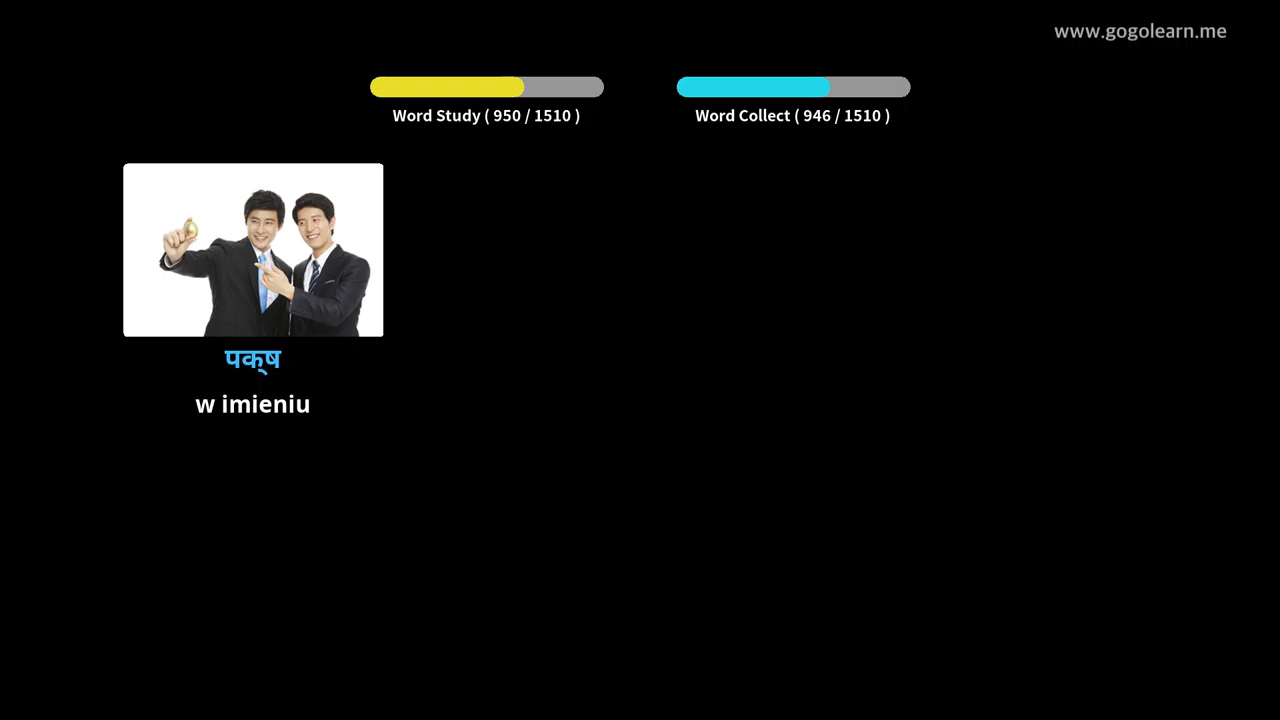 www.gogolearn.me
Word Study ( 950 / 1510 )
Word Collect ( 946 / 1510 )
पक्ष
w imieniu